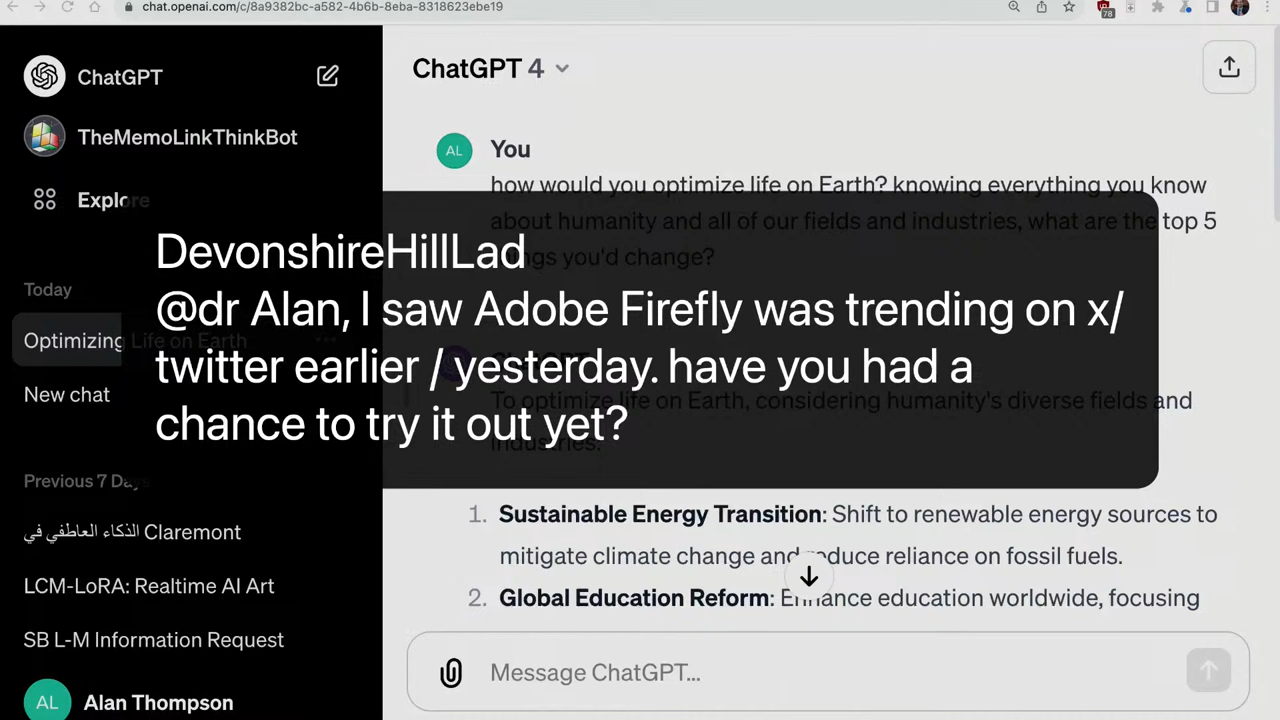 chat.openai.com/c/8a9382bc-a582-4b6b-8eba-8318623ebe19
78
ChatGPT
TheMemoLinkThinkBot
Explore
Today
Optimizing Life on Earth
New chat
Previous 7 Days
الذكاء العاطفي في Claremont
LCM-LoRA: Realtime AI Art
SB L-M Information Request
AL
Alan Thompson
ChatGPT 4
AL
You
how would you optimize life on Earth? knowing everything you know
about humanity and all of our fields and industries, what are the top 5
things you'd change?
DevonshireHillLad
@dr Alan, I saw Adobe Firefly was trending on x/
twitter earlier / yesterday. have you had a
chance to try it out yet?
ChatGPT
To optimize life on Earth, considering humanity's diverse fields and
industries:
1. Sustainable Energy Transition: Shift to renewable energy sources to
mitigate climate change and reduce reliance on fossil fuels.
2. Global Education Reform: Enhance education worldwide, focusing
Message ChatGPT...